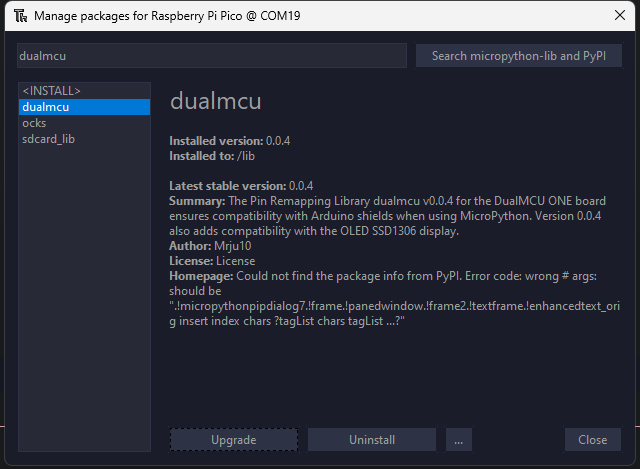 Manage packages for Raspberry Pi Pico @ COM19
dualmcu
Search micropython-lib and PyPI
<INSTALL>
dualmcu
ocks
sdcard_lib
dualmcu
Installed version: 0.0.4
Installed to: /lib
Latest stable version: 0.0.4
Summary: The Pin Remapping Library dualmcu v0.0.4 for the DualMCU ONE board
ensures compatibility with Arduino shields when using MicroPython. Version 0.0.4
also adds compatibility with the OLED SSD1306 display.
Author: Mrju10
License: License
Homepage: Could not find the package info from PyPI. Error code: wrong # args:
should be
".!micropythonpipdialog7.!frame.!panedwindow.!frame2.!textframe.!enhancedtext_ori
g insert index chars ?tagList chars tagList ...?"
Upgrade
Uninstall
...
Close